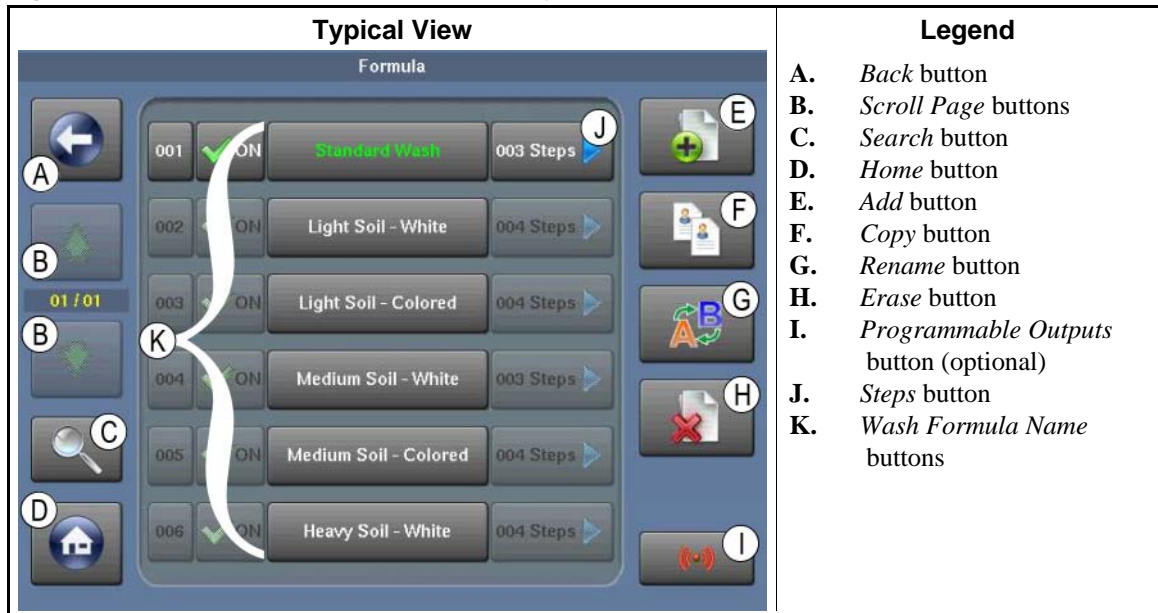 Typical View
Legend
Formula
A
B
01 / 01
B
C
D
001 ON Standard Wash 003 Steps J
002 ON Light Soil - White 004 Steps
003 ON Light Soil - Colored 004 Steps
K
004 ON Medium Soil - White 003 Steps
005 ON Medium Soil - Colored 004 Steps
006 ON Heavy Soil - White 004 Steps
E
F
A B G
H
I
A. Back button
B. Scroll Page buttons
C. Search button
D. Home button
E. Add button
F. Copy button
G. Rename button
H. Erase button
I. Programmable Outputs
button (optional)
J. Steps button
K. Wash Formula Name
buttons